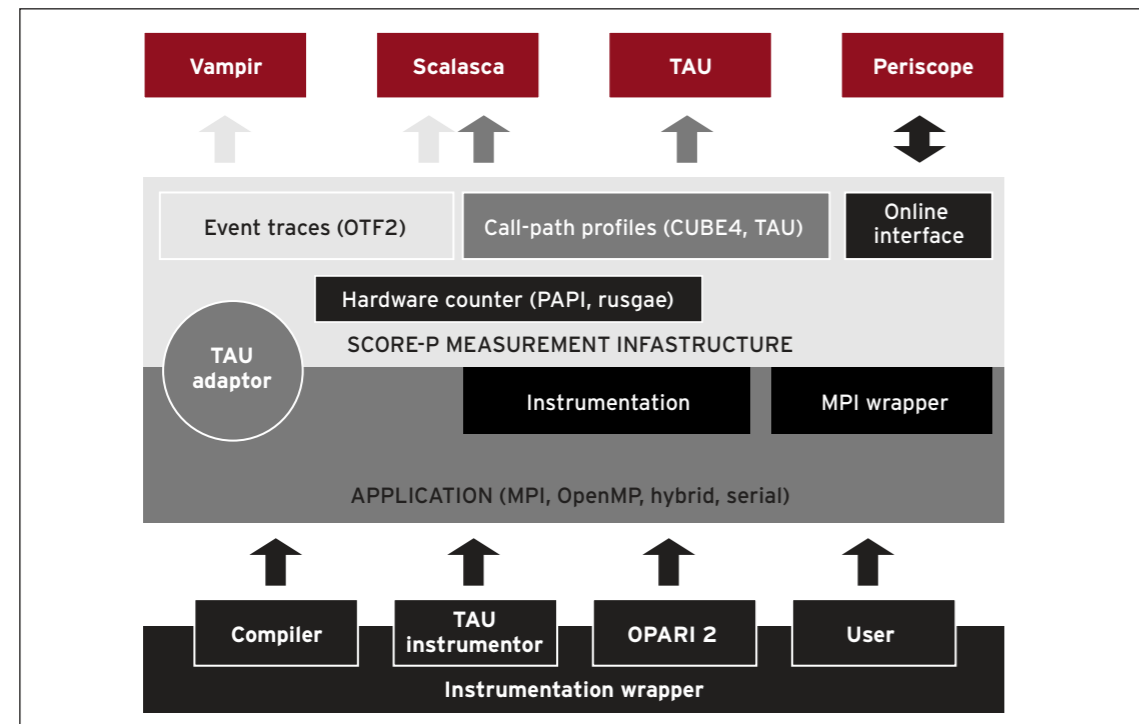 Vampir
Scalasca
TAU
Periscope
Event traces (OTF2)
Call-path profiles (CUBE4, TAU)
Online
interface
Hardware counter (PAPI, rusgae)
SCORE-P MEASUREMENT INFASTRUCTURE
TAU
adaptor
Instrumentation
MPI wrapper
APPLICATION (MPI, OpenMP, hybrid, serial)
Compiler
TAU
instrumentor
OPARI 2
User
Instrumentation wrapper